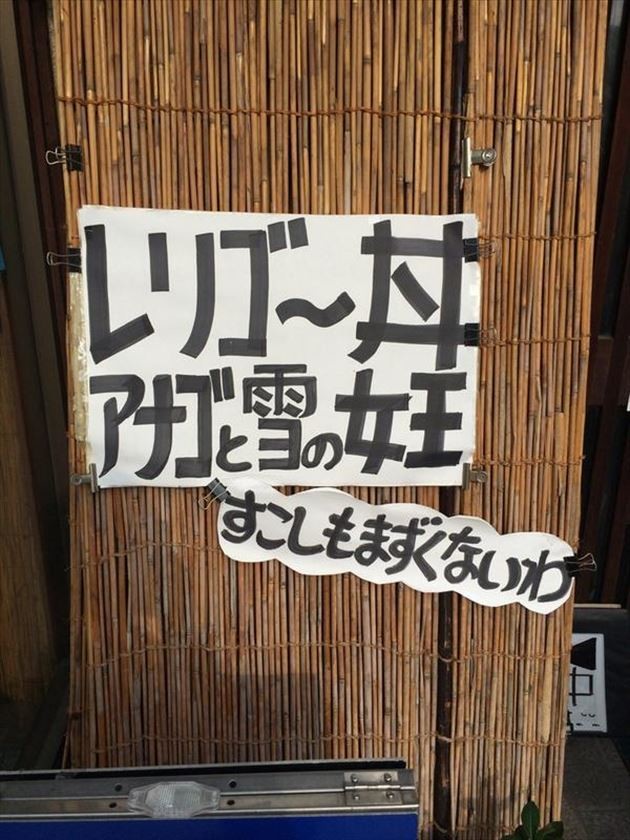 レリゴ〜丼
アナゴと雪の女王
すこしもまずくないわ
中